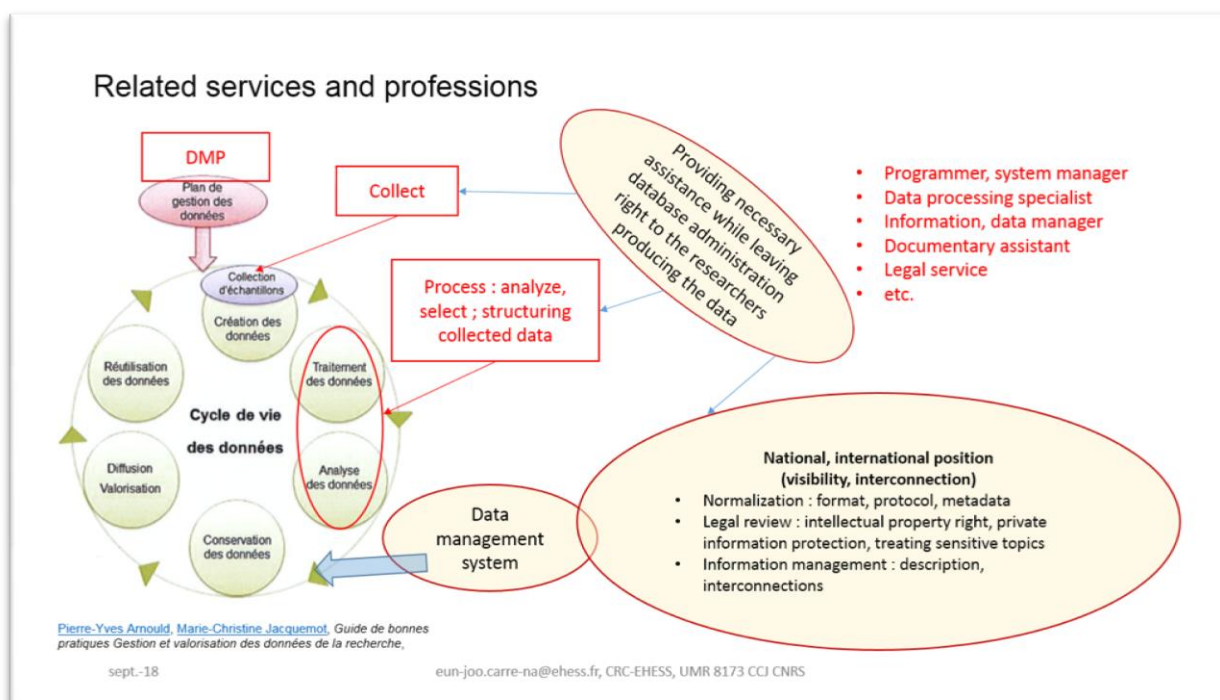 Related services and professions
DMP
Plan de
gestion des
données
Collect
Collection
d'échantillons
Création des
données
Process : analyze,
select ; structuring
collected data
Traitement
des données
Analyse
des données
Conservation
des données
Diffusion
Valorisation
Réutilisation
des données
Cycle de vie
des données
Providing necessary
assistance while leaving
database administration
right to the researchers
producing the data
• Programmer, system manager
• Data processing specialist
• Information, data manager
• Documentary assistant
• Legal service
• etc.
Data
management
system
National, international position
(visibility, interconnection)
• Normalization : format, protocol, metadata
• Legal review : intellectual property right, private
information protection, treating sensitive topics
• Information management : description,
interconnections
Pierre-Yves Arnould, Marie-Christine Jacquemot, Guide de bonnes
pratiques Gestion et valorisation des données de la recherche,
sept.-18
eun-joo.carre-na@ehess.fr, CRC-EHESS, UMR 8173 CCJ CNRS